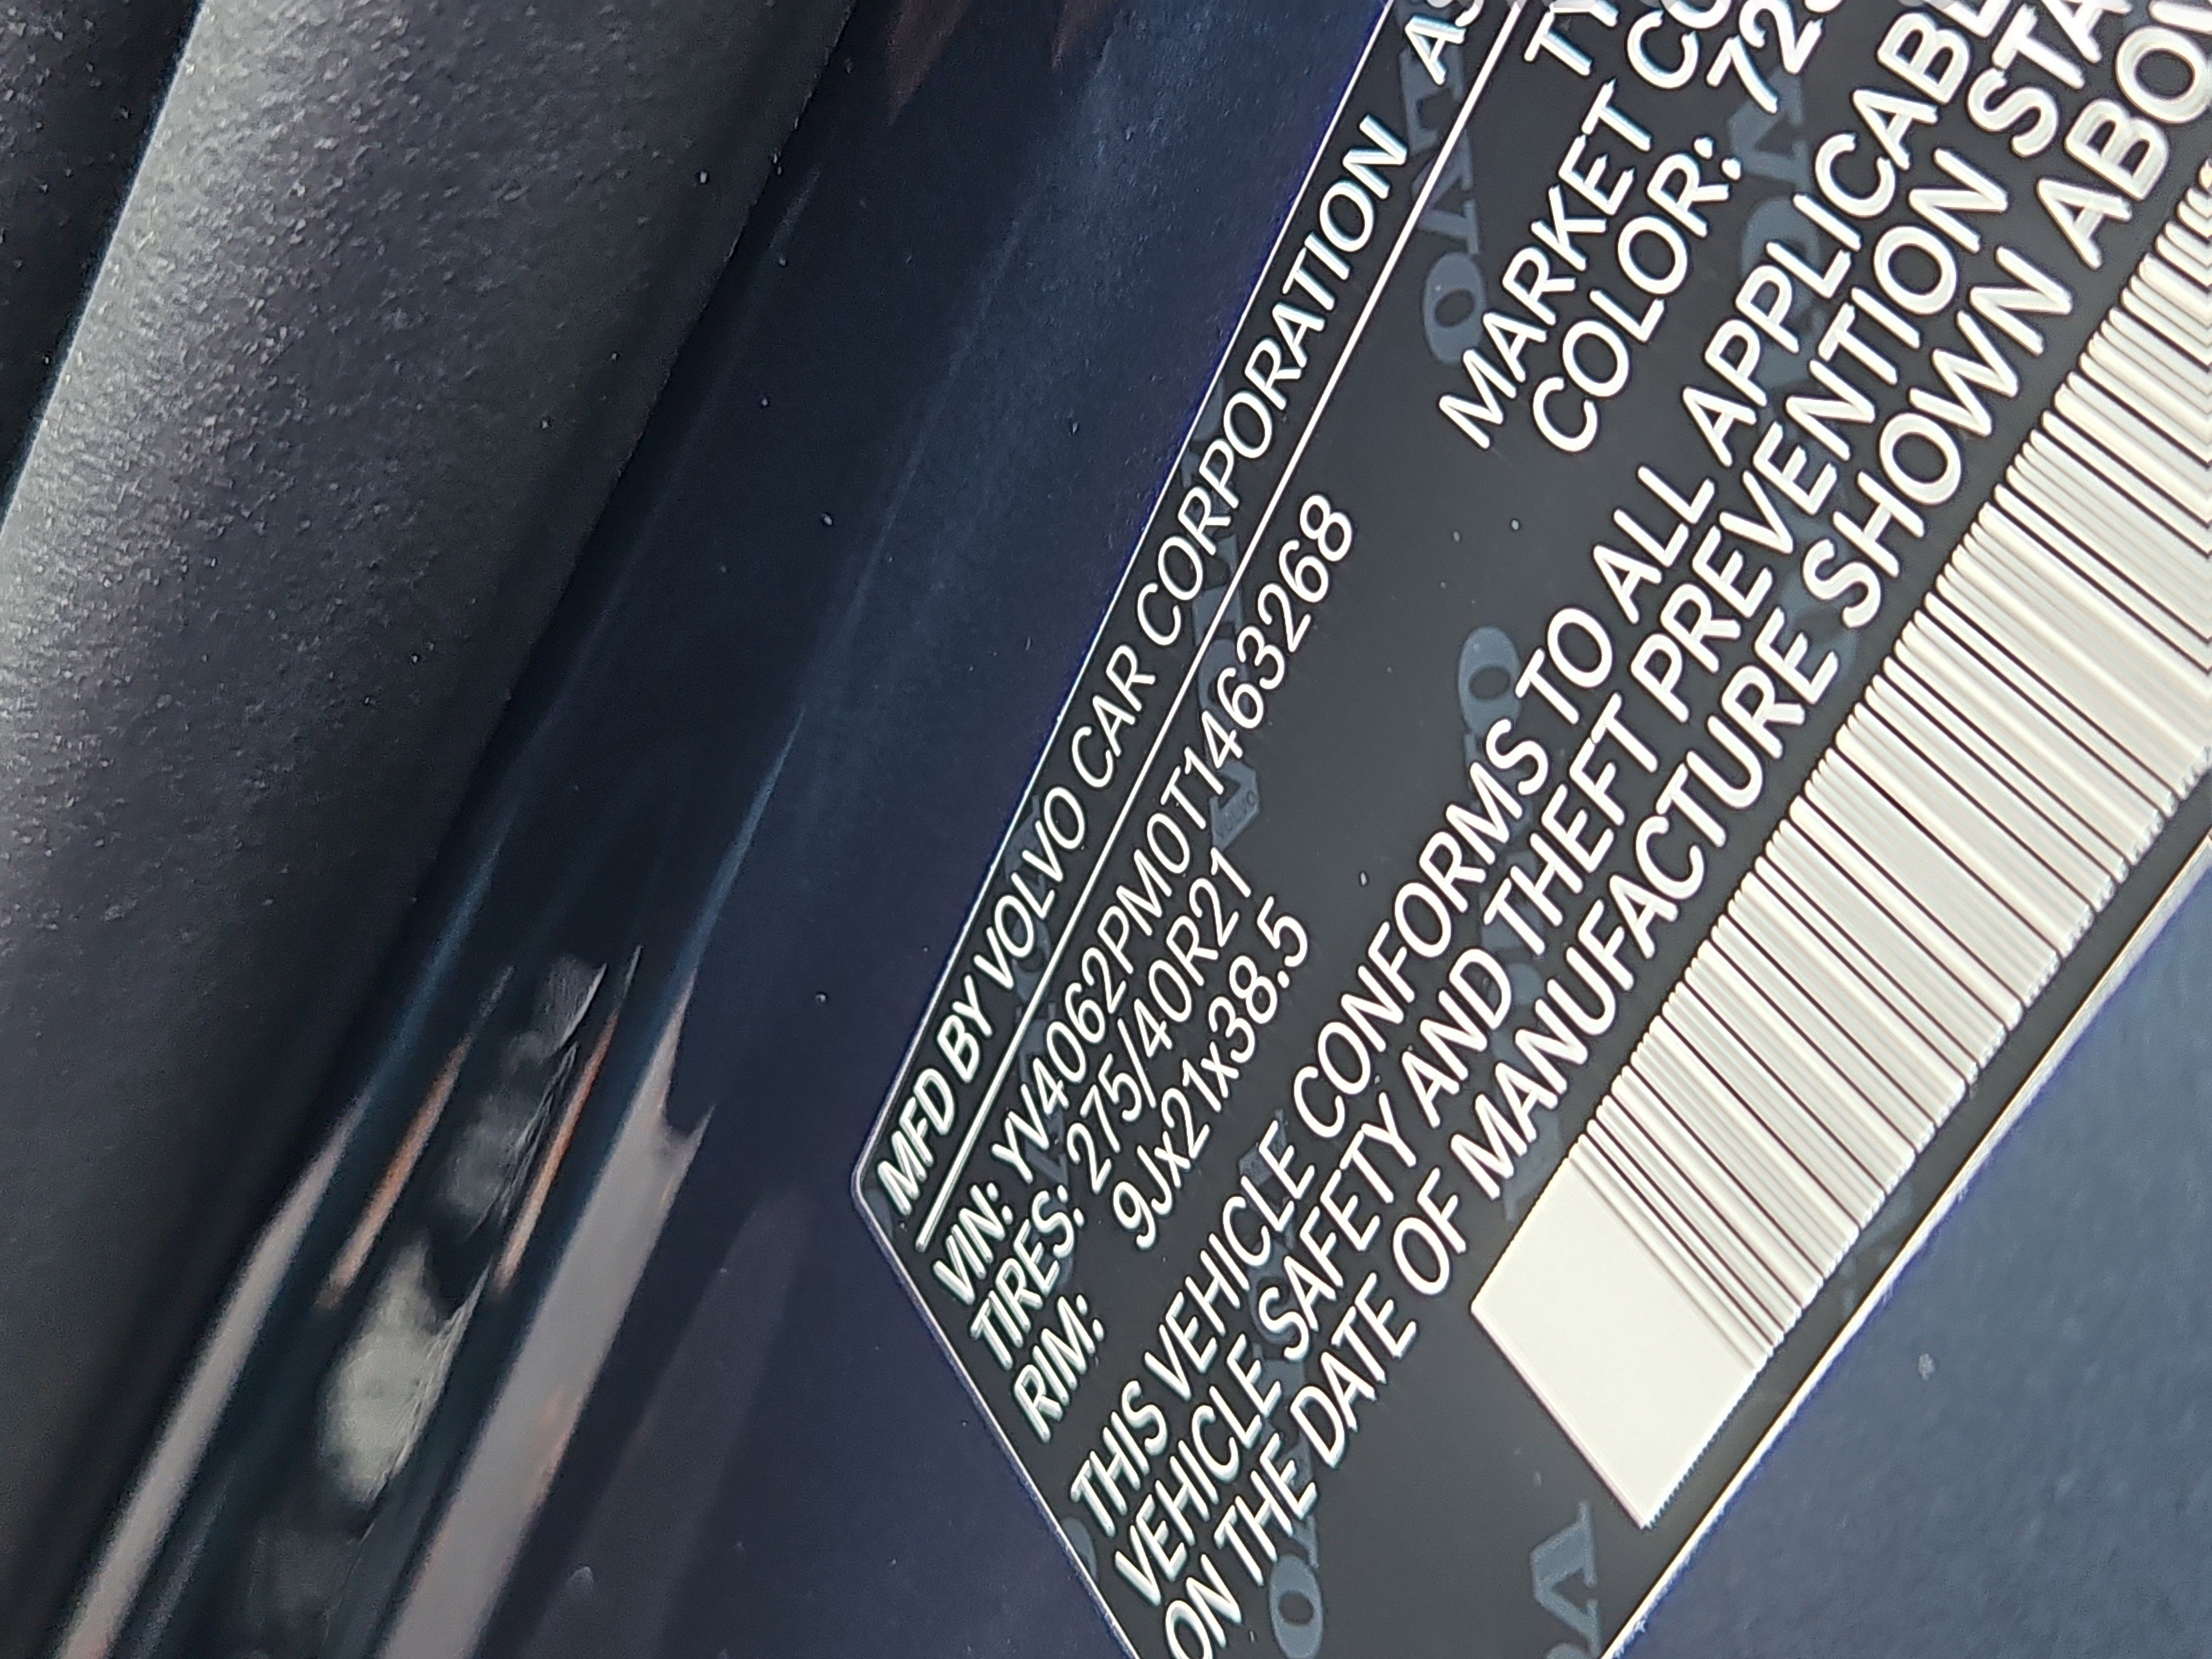 MFD BY VOLVO CAR CORPORATION
VIN: YV4062PM0T1463268
TIRES: 275/40R21
RIM: 9Jx21x38.5
MARKET
COLOR:
THIS VEHICLE CONFORMS TO ALL
VEHICLE SAFETY AND THEFT PREVENTION
ON THE DATE OF MANUFACTURE SHOWN